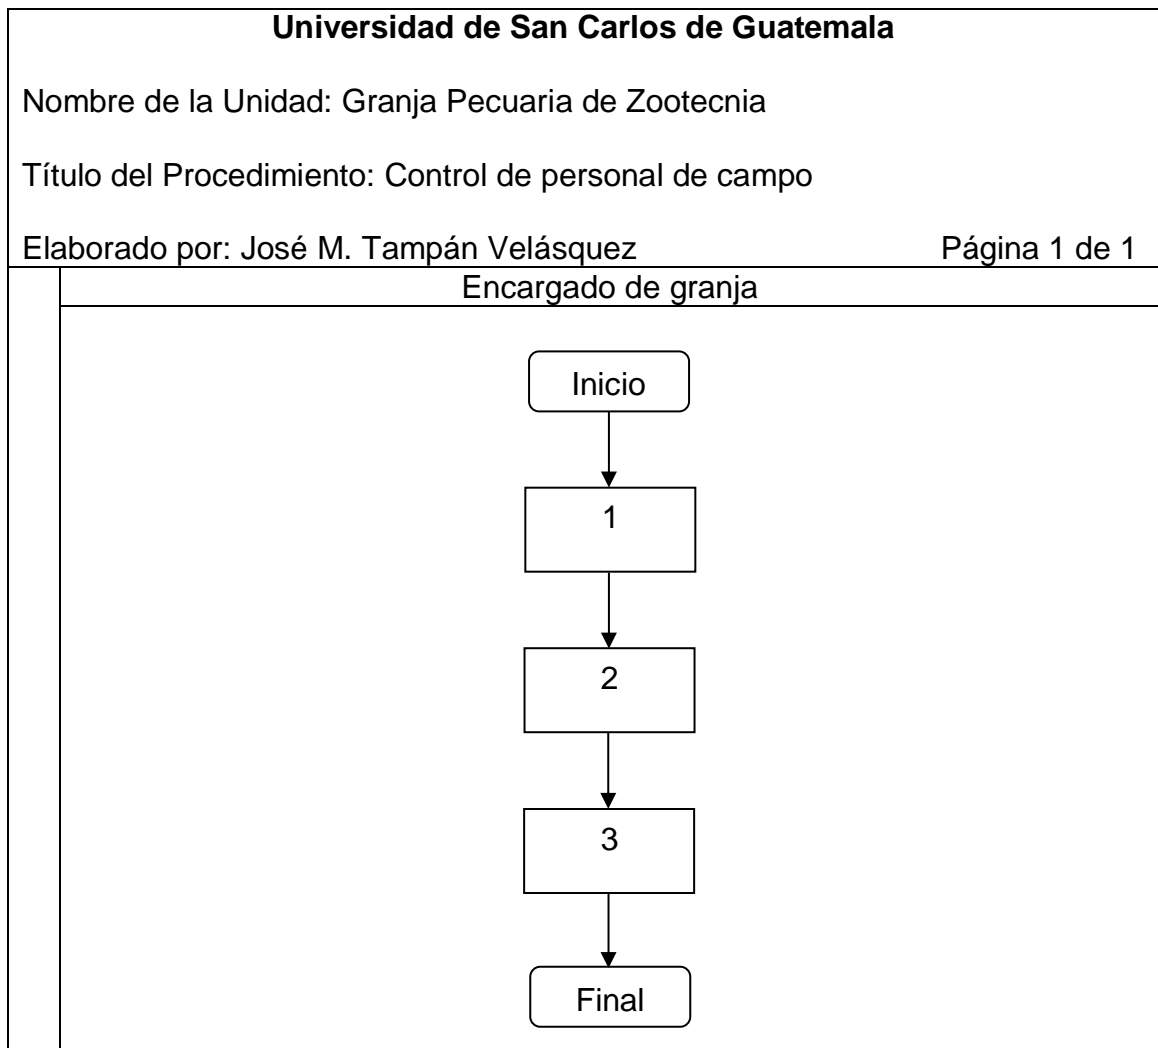 Universidad de San Carlos de Guatemala
Nombre de la Unidad: Granja Pecuaria de Zootecnia
Título del Procedimiento: Control de personal de campo
Elaborado por: José M. Tampán Velásquez Página 1 de 1
Encargado de granja
Inicio
1
2
3
Final